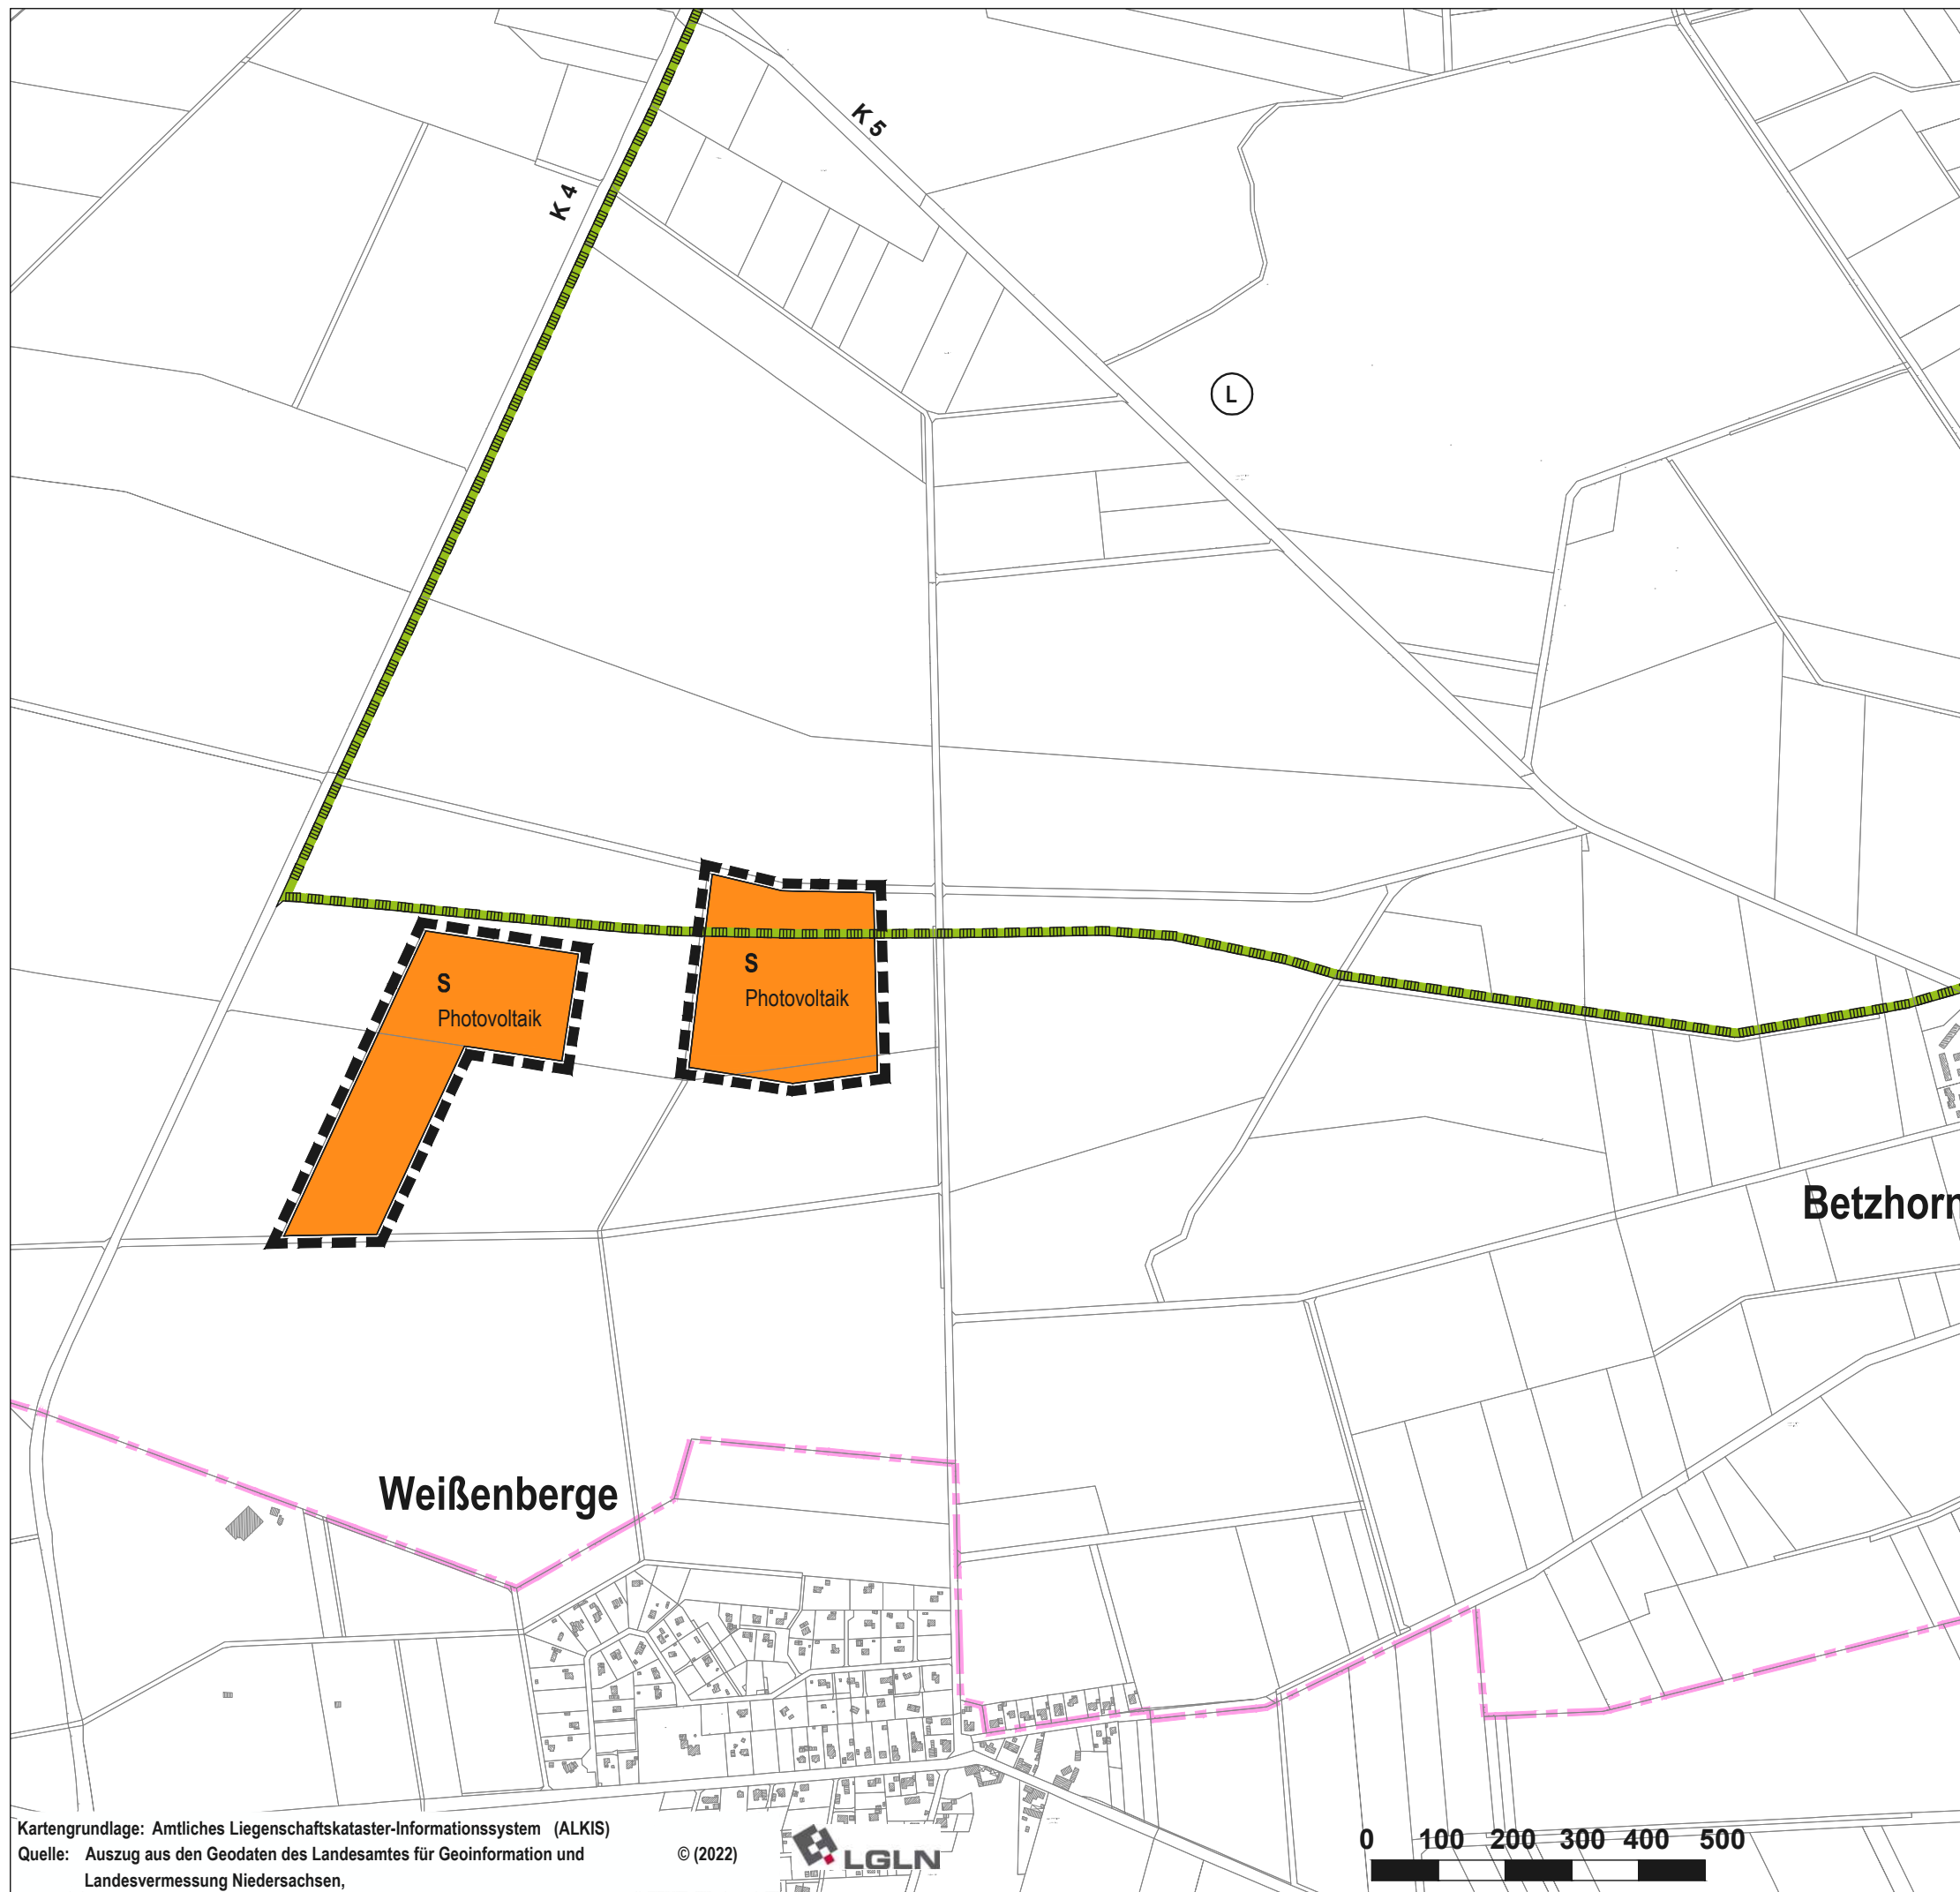 K 5
K 4
L
S
Photovoltaik
S
Photovoltaik
Betzhorn
Weißenberge
Kartengrundlage: Amtliches Liegenschaftskataster-Informationssystem (ALKIS)
Quelle: Auszug aus den Geodaten des Landesamtes für Geoinformation und
Landesvermessung Niedersachsen,
© (2022)
LGLN
0 100 200 300 400 500